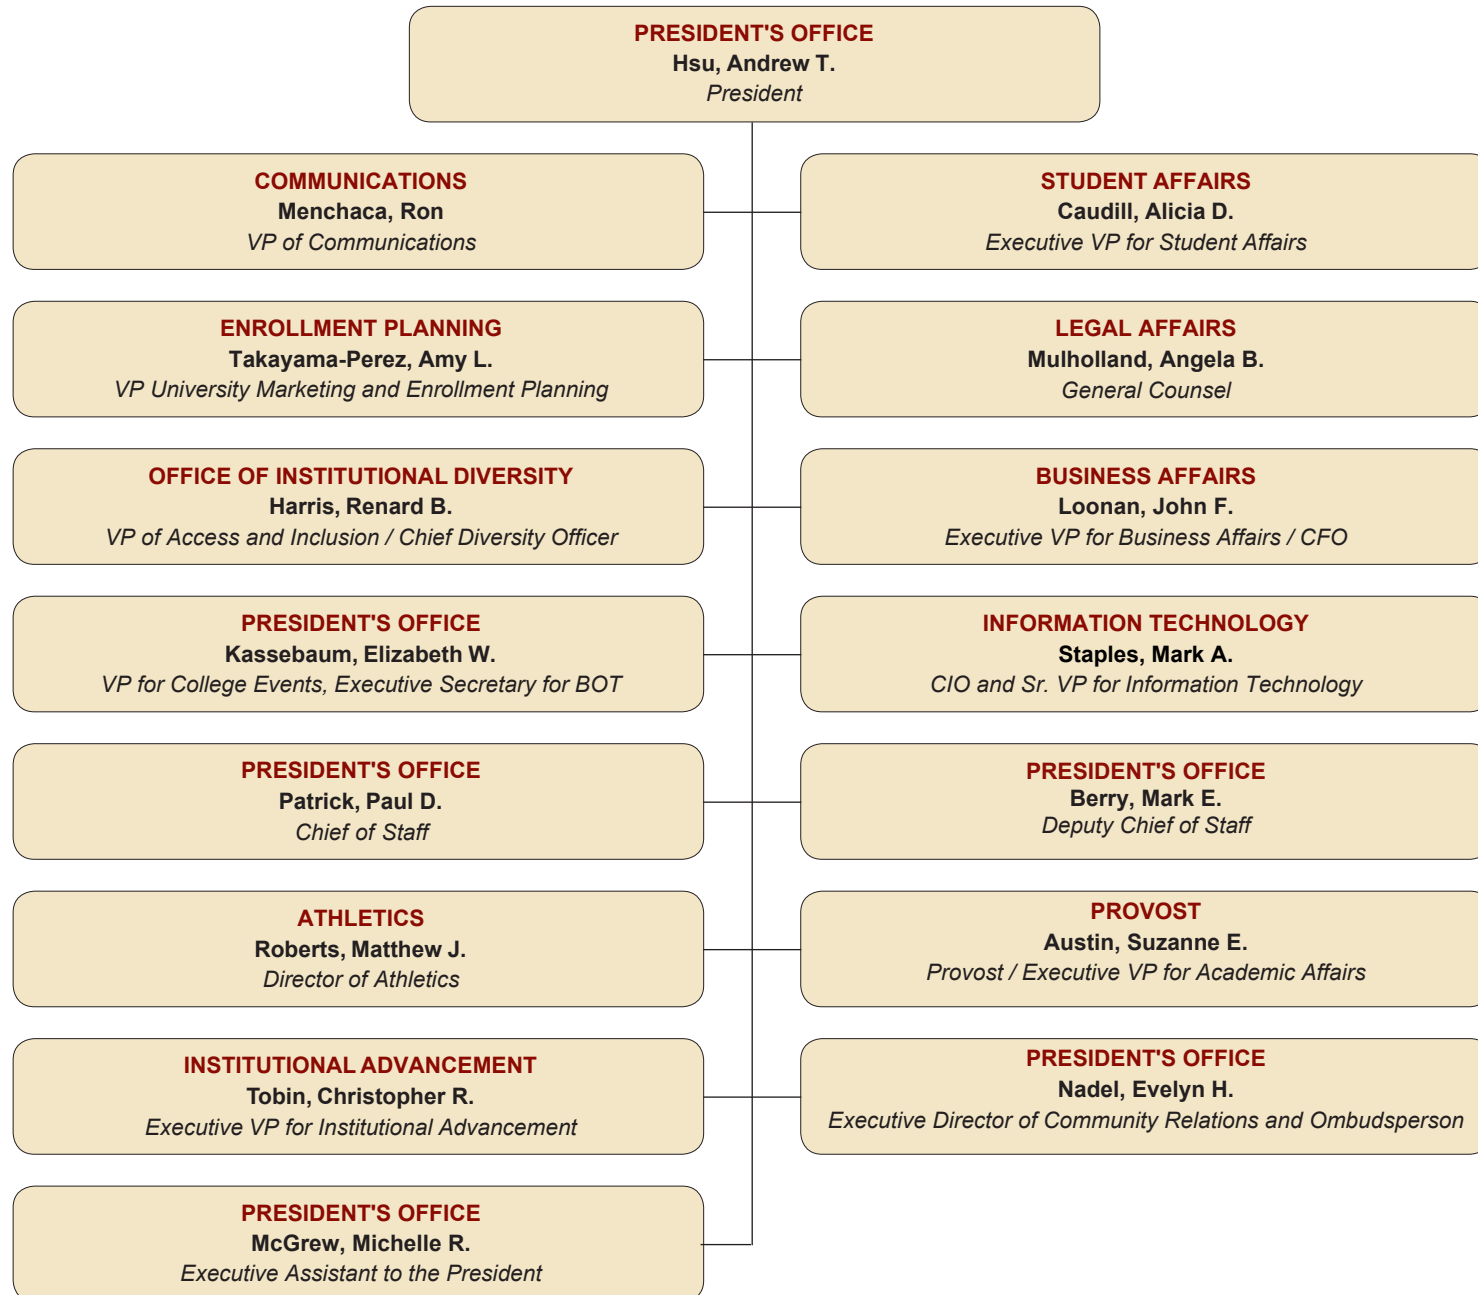 PRESIDENT'S OFFICE
Hsu, Andrew T.
President
COMMUNICATIONS
Menchaca, Ron
VP of Communications
STUDENT AFFAIRS
Caudill, Alicia D.
Executive VP for Student Affairs
ENROLLMENT PLANNING
Takayama-Perez, Amy L.
VP University Marketing and Enrollment Planning
LEGAL AFFAIRS
Mulholland, Angela B.
General Counsel
OFFICE OF INSTITUTIONAL DIVERSITY
Harris, Renard B.
VP of Access and Inclusion / Chief Diversity Officer
BUSINESS AFFAIRS
Loonan, John F.
Executive VP for Business Affairs / CFO
PRESIDENT'S OFFICE
Kassebaum, Elizabeth W.
VP for College Events, Executive Secretary for BOT
INFORMATION TECHNOLOGY
Staples, Mark A.
CIO and Sr. VP for Information Technology
PRESIDENT'S OFFICE
Patrick, Paul D.
Chief of Staff
PRESIDENT'S OFFICE
Berry, Mark E.
Deputy Chief of Staff
ATHLETICS
Roberts, Matthew J.
Director of Athletics
PROVOST
Austin, Suzanne E.
Provost / Executive VP for Academic Affairs
INSTITUTIONAL ADVANCEMENT
Tobin, Christopher R.
Executive VP for Institutional Advancement
PRESIDENT'S OFFICE
Nadel, Evelyn H.
Executive Director of Community Relations and Ombudsperson
PRESIDENT'S OFFICE
McGrew, Michelle R.
Executive Assistant to the President